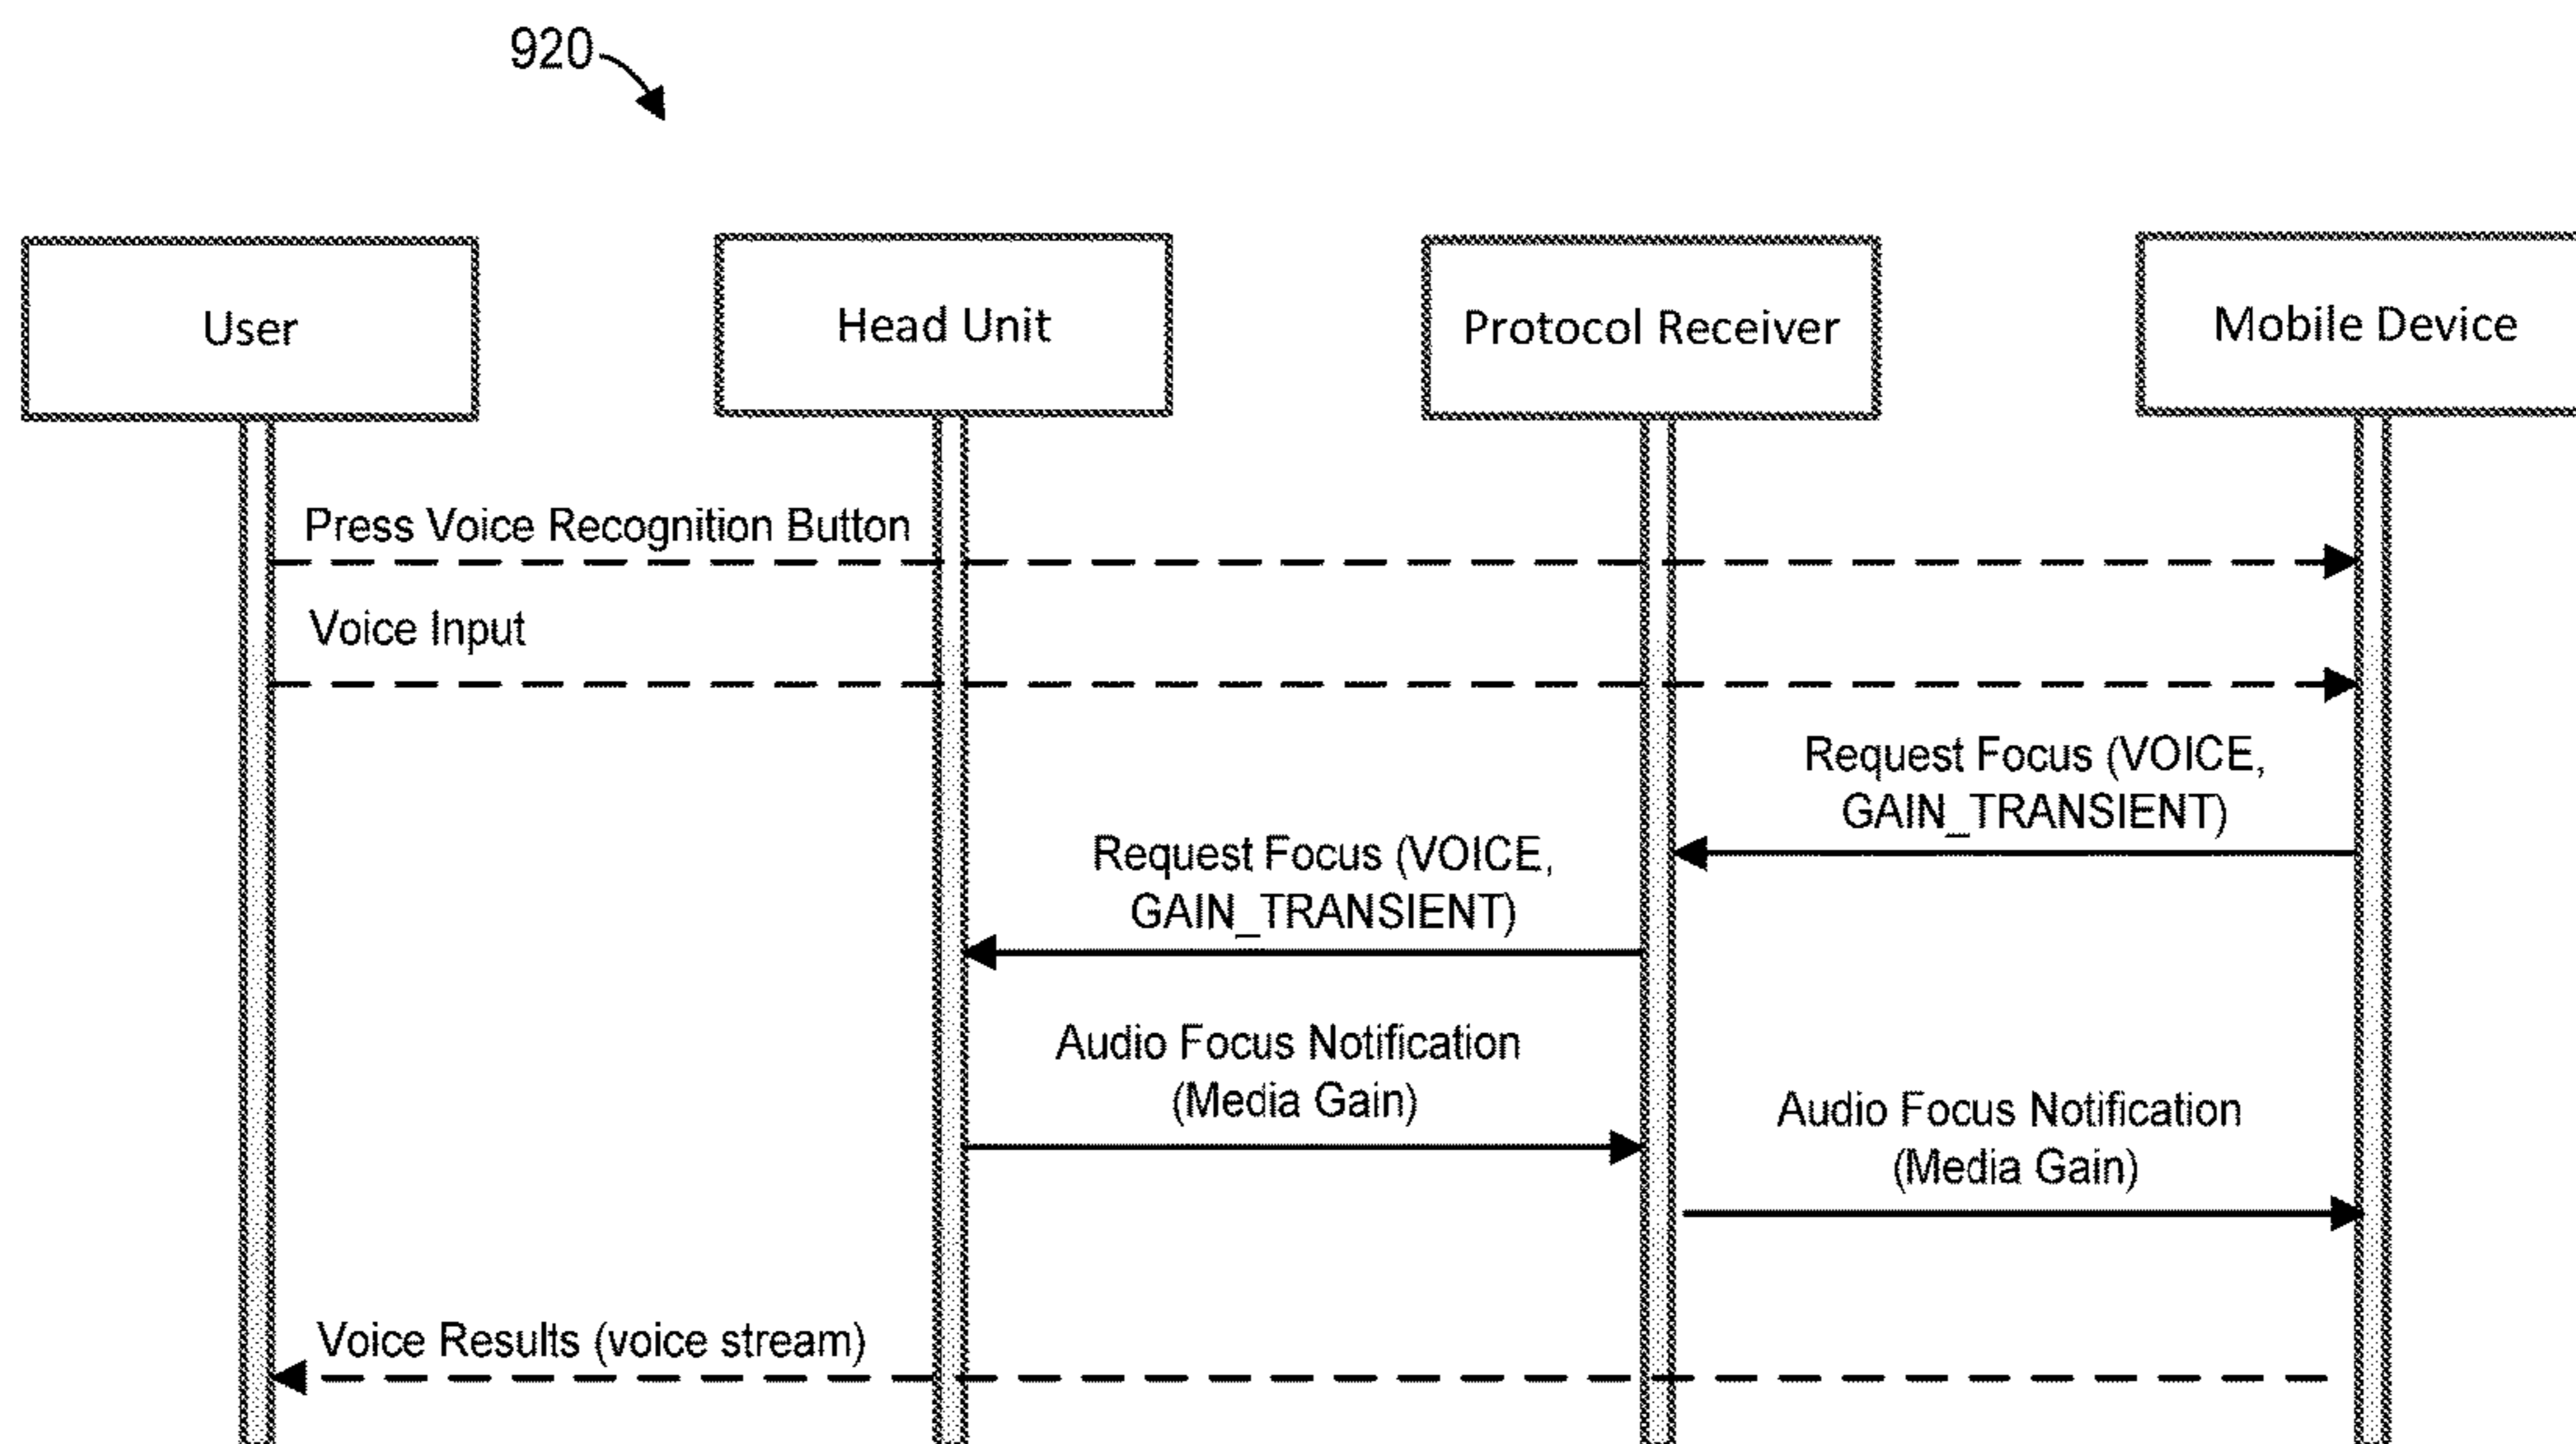 920
User
Head Unit
Protocol Receiver
Mobile Device
Press Voice Recognition Button
Voice Input
Request Focus (VOICE,
GAIN_TRANSIENT)
Request Focus (VOICE,
GAIN_TRANSIENT)
Audio Focus Notification
(Media Gain)
Audio Focus Notification
(Media Gain)
Voice Results (voice stream)